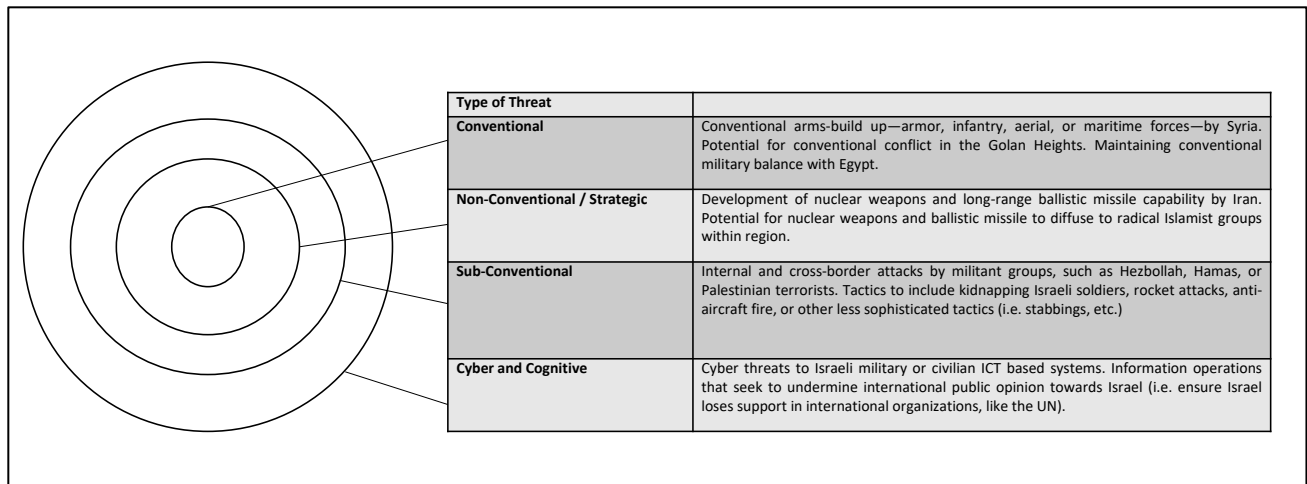 Type of Threat
Conventional
Conventional arms-build up—armor, infantry, aerial, or maritime forces—by Syria.
Potential for conventional conflict in the Golan Heights. Maintaining conventional
military balance with Egypt.
Non-Conventional / Strategic
Development of nuclear weapons and long-range ballistic missile capability by Iran.
Potential for nuclear weapons and ballistic missile to diffuse to radical Islamist groups
within region.
Sub-Conventional
Internal and cross-border attacks by militant groups, such as Hezbollah, Hamas, or
Palestinian terrorists. Tactics to include kidnapping Israeli soldiers, rocket attacks, anti-
aircraft fire, or other less sophisticated tactics (i.e. stabbings, etc.)
Cyber and Cognitive
Cyber threats to Israeli military or civilian ICT based systems. Information operations
that seek to undermine international public opinion towards Israel (i.e. ensure Israel
loses support in international organizations, like the UN).